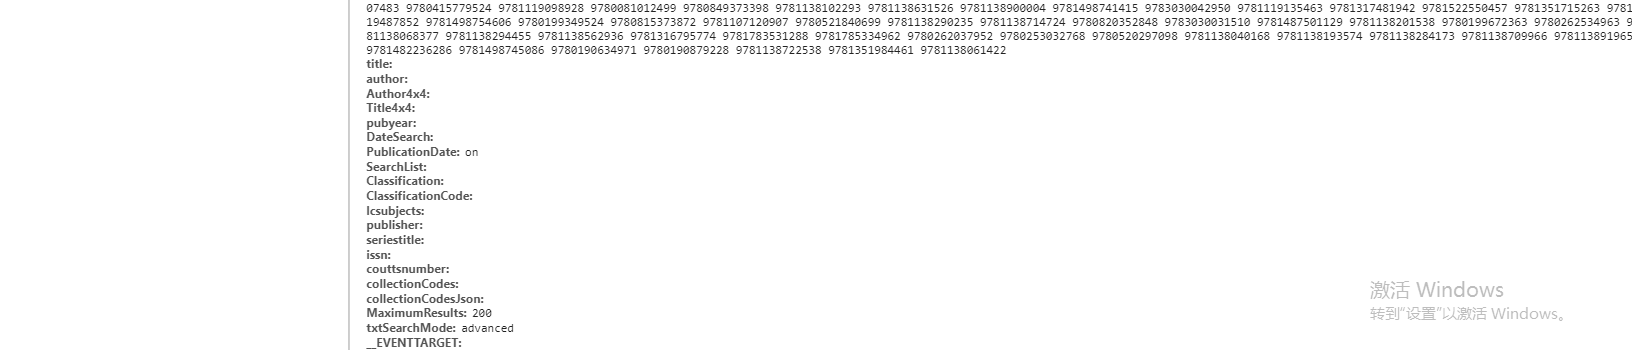 07483 9780415779524 9781119098928 9780081012499 9780849373398 9781138102293 9781138631526 9781138900004 9781498741415 9783030042950 9781119135463 9781317481942 9781522550457 9781351715263 9781
19487852 9781498754606 9780199349524 9780815373872 9781107120907 9780521840699 9781138290235 9781138714724 9780820352848 9783030031510 9781487501129 9781138201538 9780199672363 9780262534963 9
81138068377 9781138294455 9781138562936 9781316795774 9781783531288 9781785334962 9780262037952 9780253032768 9780520297098 9781138040168 9781138193574 9781138284173 9781138709966 978113891965
9781482236286 9781498745086 9780190634971 9780190879228 9781138722538 9781351984461 9781138061422
title:
author:
Author4x4:
Title4x4:
pubyear:
DateSearch:
PublicationDate: on
SearchList:
Classification:
ClassificationCode:
lcsubjects:
publisher:
seriestitle:
issn:
couttsnumber:
collectionCodes:
collectionCodesJson:
MaximumResults: 200
txtSearchMode: advanced
__EVENTTARGET:
激活 Windows
转到"设置"以激活 Windows。